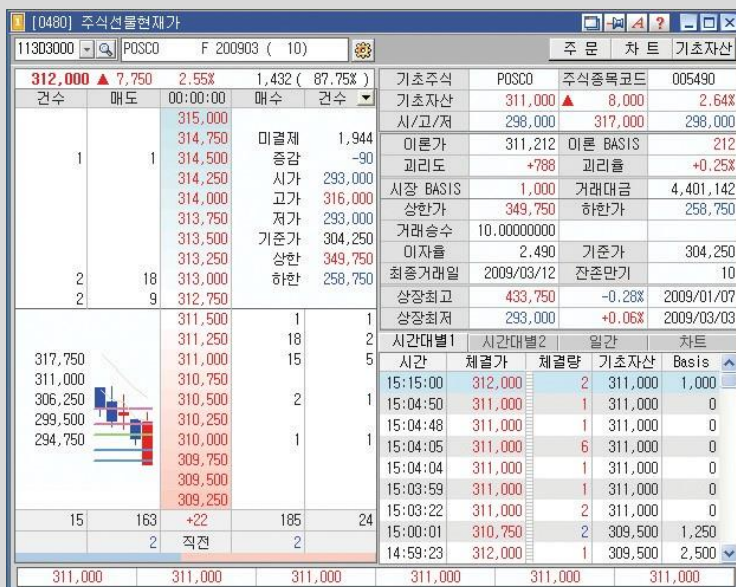 1 [0480] 주식선물현재가
113D3000 POSCO F 200903 ( 10) 주 문 차 트 기초자산
312,000 ▲ 7,750 2.55% 1,432 ( 87.75% )
건수 매도 00:00:00 매수 건수
315,000
314,750 미결제 1,944
1 1 314,500 증감 -90
314,250 시가 293,000
314,000 고가 316,000
313,750 저가 293,000
313,500 기준가 304,250
313,250 상한 349,750
2 18 313,000 하한 258,750
2 9 312,750
311,500 1 1
311,250 18 2
317,750 311,000 15 5
311,000 310,750
306,250 310,500 2 1
299,500 310,250
294,750 310,000 1 1
309,750
309,500
309,250
15 163 +22 185 24
2 직전 2
기초주식 POSCO 주식종목코드 005490
기초자산 311,000 ▲ 8,000 2.64%
시/고/저 298,000 317,000 298,000
이론가 311,212 이론 BASIS 212
괴리도 +788 괴리율 +0.25%
시장 BASIS 1,000 거래대금 4,401,142
상한가 349,750 하한가 258,750
거래승수 10.00000000
이자율 2.490 기준가 304,250
최종거래일 2009/03/12 잔존만기 10
상장최고 433,750 -0.28% 2009/01/07
상장최저 293,000 +0.06% 2009/03/03
시간대별1 시간대별2 일간 차트
시간 체결가 체결량 기초자산 Basis
15:15:00 312,000 2 311,000 1,000
15:04:50 311,000 1 311,000 0
15:04:48 311,000 1 311,000 0
15:04:05 311,000 6 311,000 0
15:04:04 311,000 1 311,000 0
15:03:59 311,000 1 311,000 0
15:03:22 311,000 2 311,000 0
15:00:01 310,750 2 309,500 1,250
14:59:23 312,000 1 309,500 2,500
311,000 311,000 311,000 311,000 311,000 311,000